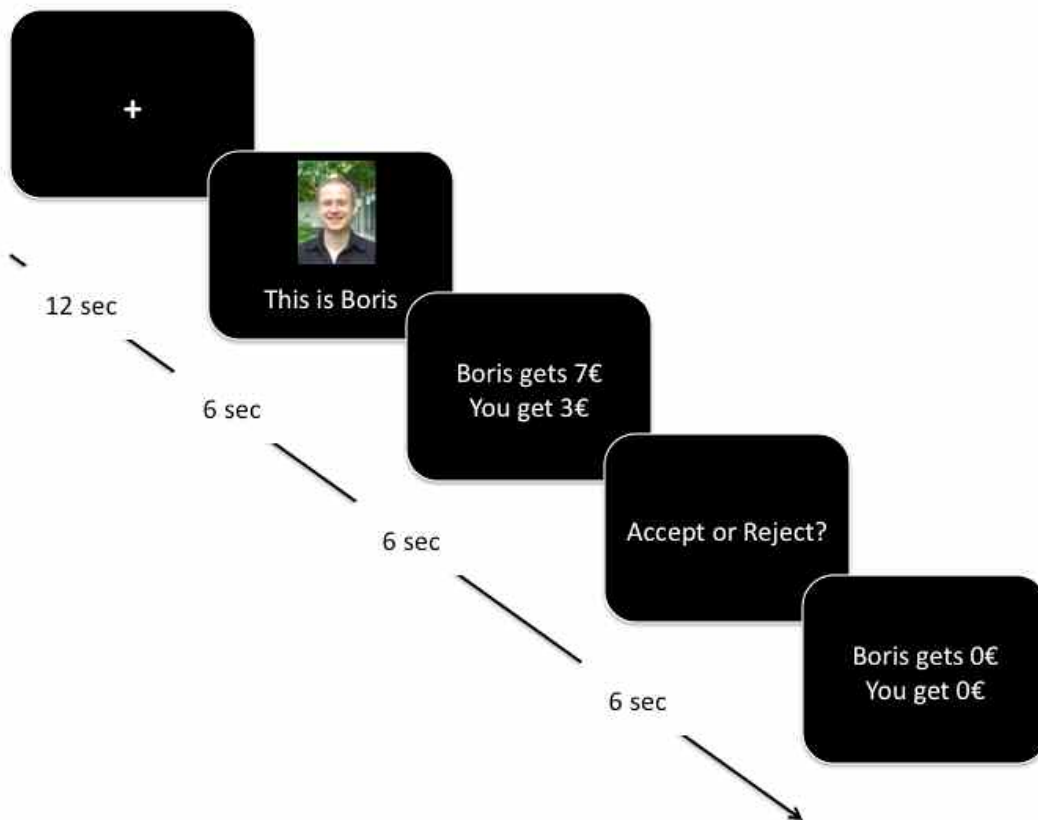 +
This is Boris
12 sec
Boris gets 7€
You get 3€
6 sec
Accept or Reject?
6 sec
Boris gets 0€
You get 0€
6 sec